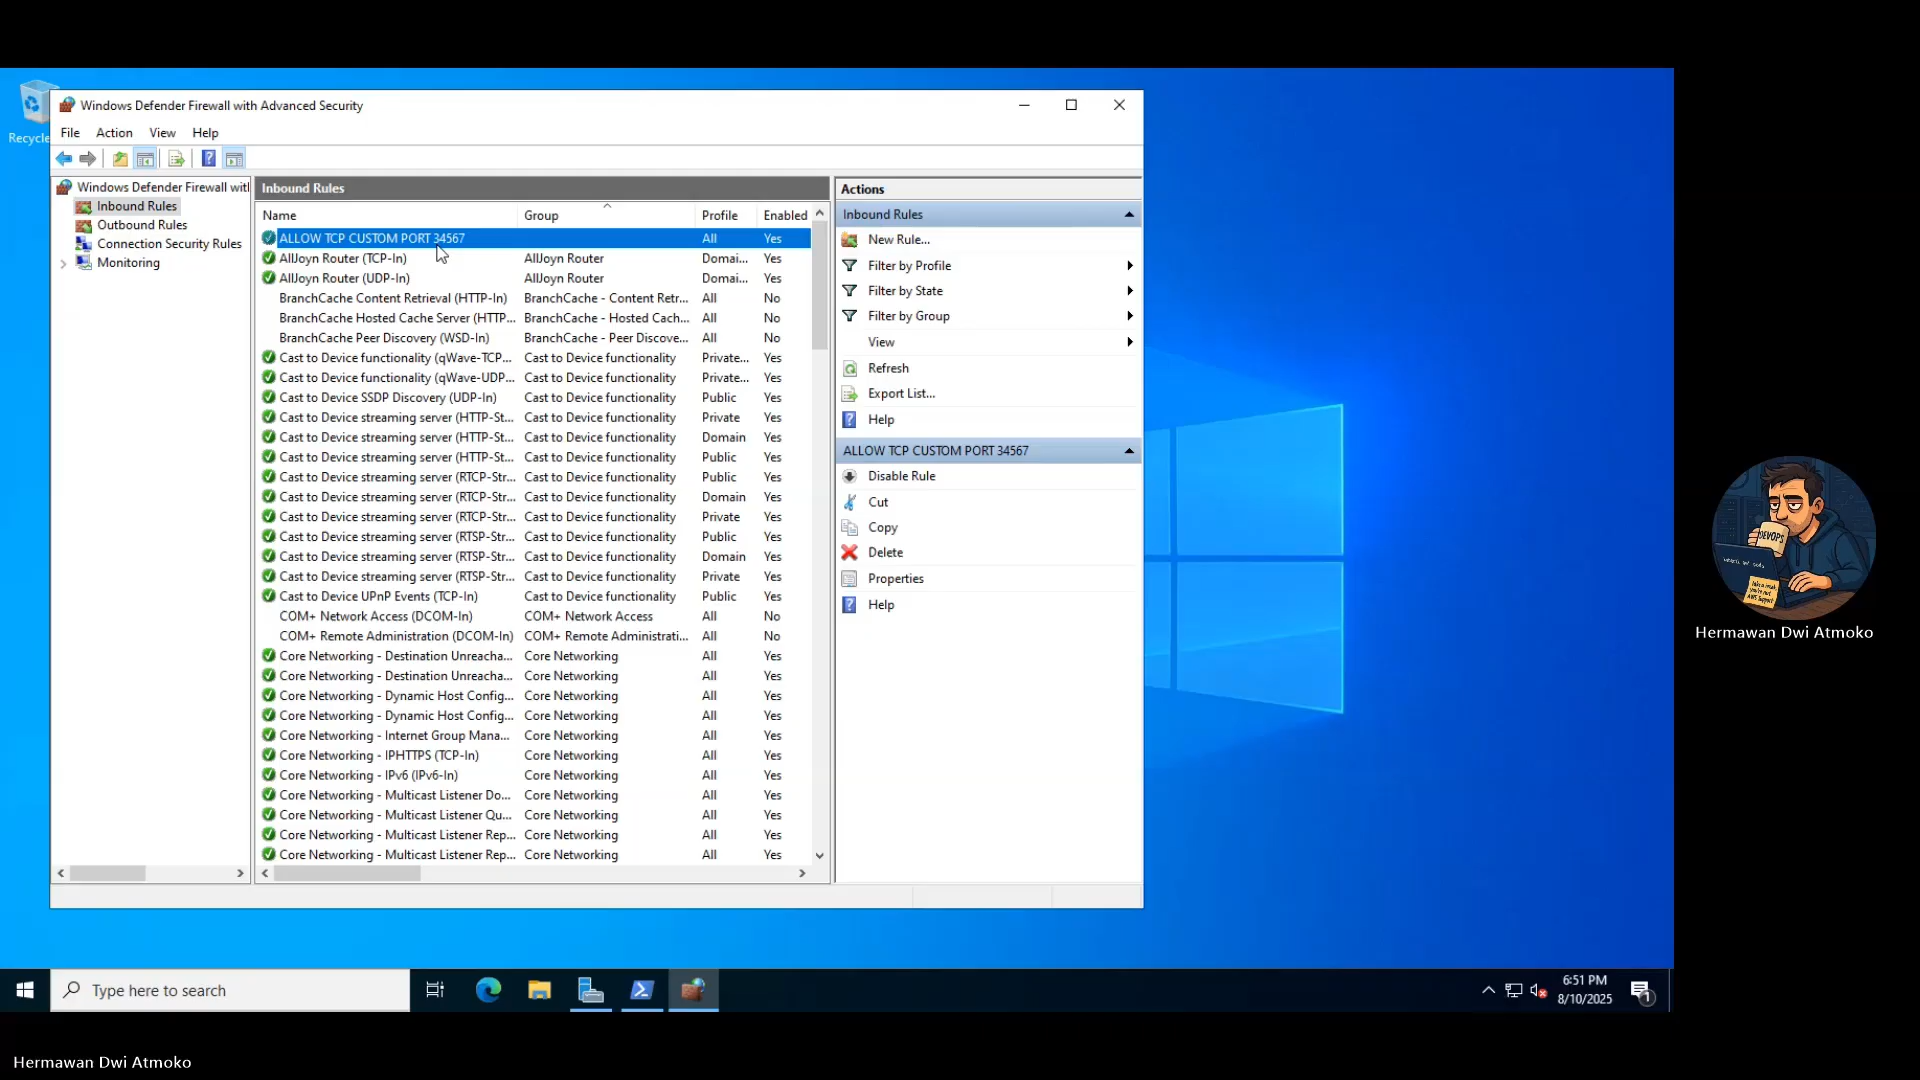 Recycle
Windows Defender Firewall with Advanced Security
File Action View Help
Windows Defender Firewall with
Inbound Rules
Outbound Rules
Connection Security Rules
Monitoring
Inbound Rules
Name Group Profile Enabled
ALLOW TCP CUSTOM PORT 34567 All Yes
AllJoyn Router (TCP-In) AllJoyn Router Domai... Yes
AllJoyn Router (UDP-In) AllJoyn Router Domai... Yes
BranchCache Content Retrieval (HTTP-In) BranchCache - Content Retr... All No
BranchCache Hosted Cache Server (HTTP... BranchCache - Hosted Cach... All No
BranchCache Peer Discovery (WSD-In) BranchCache - Peer Discove... All No
Cast to Device functionality (qWave-TCP... Cast to Device functionality Private... Yes
Cast to Device functionality (qWave-UDP... Cast to Device functionality Private... Yes
Cast to Device SSDP Discovery (UDP-In) Cast to Device functionality Public Yes
Cast to Device streaming server (HTTP-St... Cast to Device functionality Private Yes
Cast to Device streaming server (HTTP-St... Cast to Device functionality Domain Yes
Cast to Device streaming server (HTTP-St... Cast to Device functionality Public Yes
Cast to Device streaming server (RTCP-Str... Cast to Device functionality Public Yes
Cast to Device streaming server (RTCP-Str... Cast to Device functionality Domain Yes
Cast to Device streaming server (RTCP-Str... Cast to Device functionality Private Yes
Cast to Device streaming server (RTSP-Str... Cast to Device functionality Public Yes
Cast to Device streaming server (RTSP-Str... Cast to Device functionality Domain Yes
Cast to Device streaming server (RTSP-Str... Cast to Device functionality Private Yes
Cast to Device UPnP Events (TCP-In) Cast to Device functionality Public Yes
COM+ Network Access (DCOM-In) COM+ Network Access All No
COM+ Remote Administration (DCOM-In) COM+ Remote Administrati... All No
Core Networking - Destination Unreacha... Core Networking All Yes
Core Networking - Destination Unreacha... Core Networking All Yes
Core Networking - Dynamic Host Config... Core Networking All Yes
Core Networking - Dynamic Host Config... Core Networking All Yes
Core Networking - Internet Group Mana... Core Networking All Yes
Core Networking - IPHTTPS (TCP-In) Core Networking All Yes
Core Networking - IPv6 (IPv6-In) Core Networking All Yes
Core Networking - Multicast Listener Do... Core Networking All Yes
Core Networking - Multicast Listener Qu... Core Networking All Yes
Core Networking - Multicast Listener Rep... Core Networking All Yes
Core Networking - Multicast Listener Rep... Core Networking All Yes
Actions
Inbound Rules
New Rule...
Filter by Profile
Filter by State
Filter by Group
View
Refresh
Export List...
Help
ALLOW TCP CUSTOM PORT 34567
Disable Rule
Cut
Copy
Delete
Properties
Help
DEVOPS
Hermawan Dwi Atmoko
Type here to search
6:51 PM
8/10/2025
1
Hermawan Dwi Atmoko